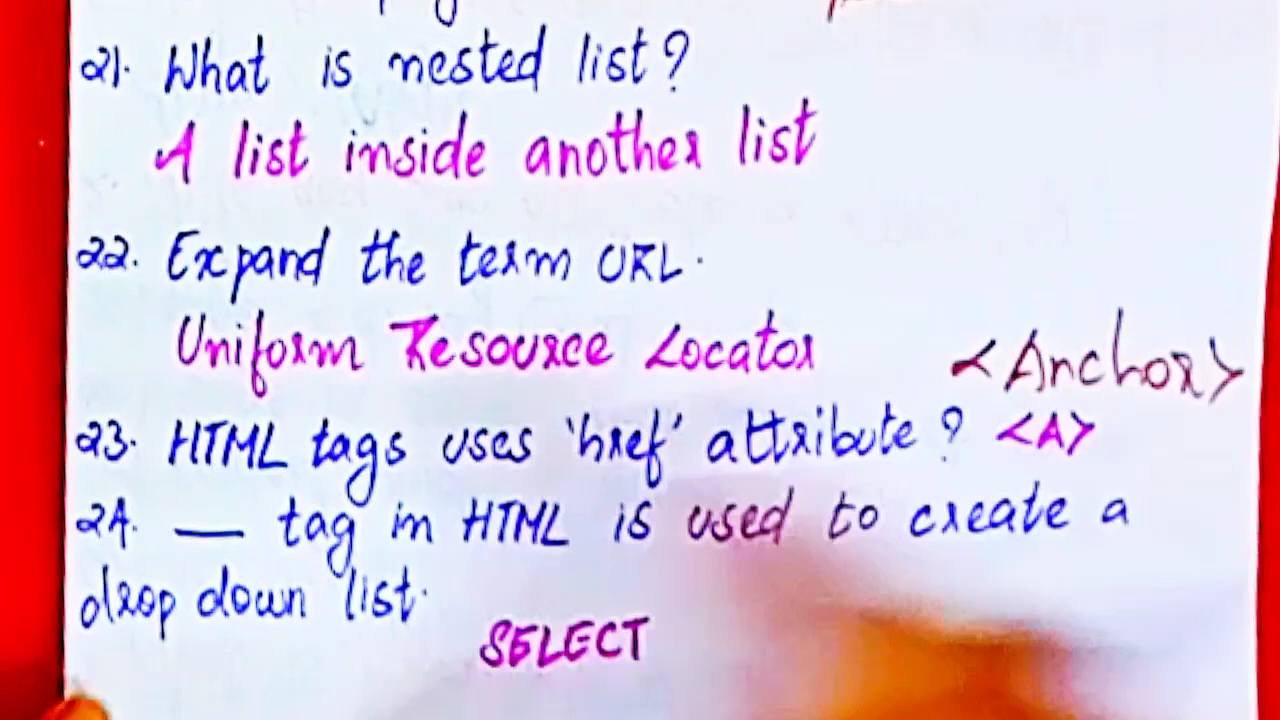 21. What is nested list?
A list inside another list
22. Expand the term URL.
Uniform Resource Locator
<Anchor>
23. HTML tags uses 'href' attribute? <A>
24. — tag in HTML is used to create a
drop down list.
SELECT